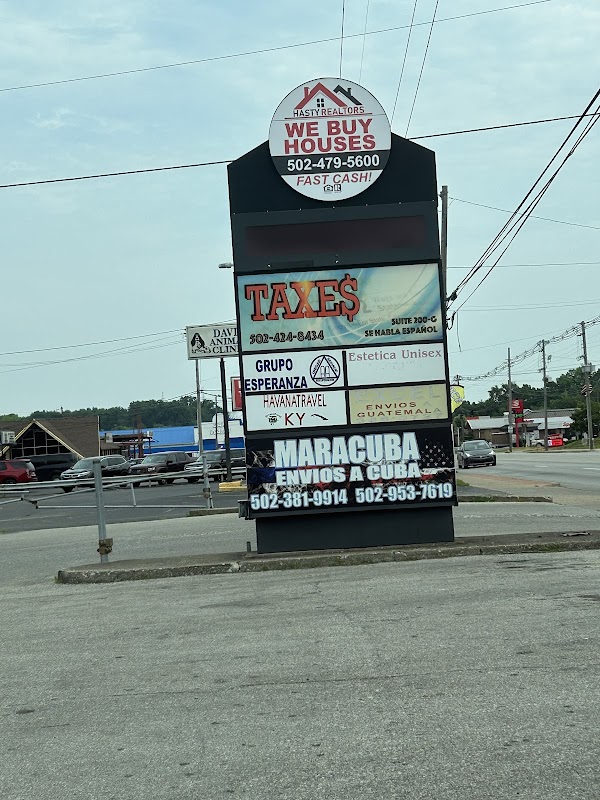 HASTY REALTORS
WE BUY
HOUSES
502-479-5600
FAST CASH!
TAXE$
SUITE 200-G
502-424-8434
SE HABLA ESPAÑOL
GRUPO
ESPERANZA
Estetica Unisex
HAVANATRAVEL
KY
ENVIOS
GUATEMALA
MARACUBA
ENVIOS A CUBA
502-381-9914 502-953-7619